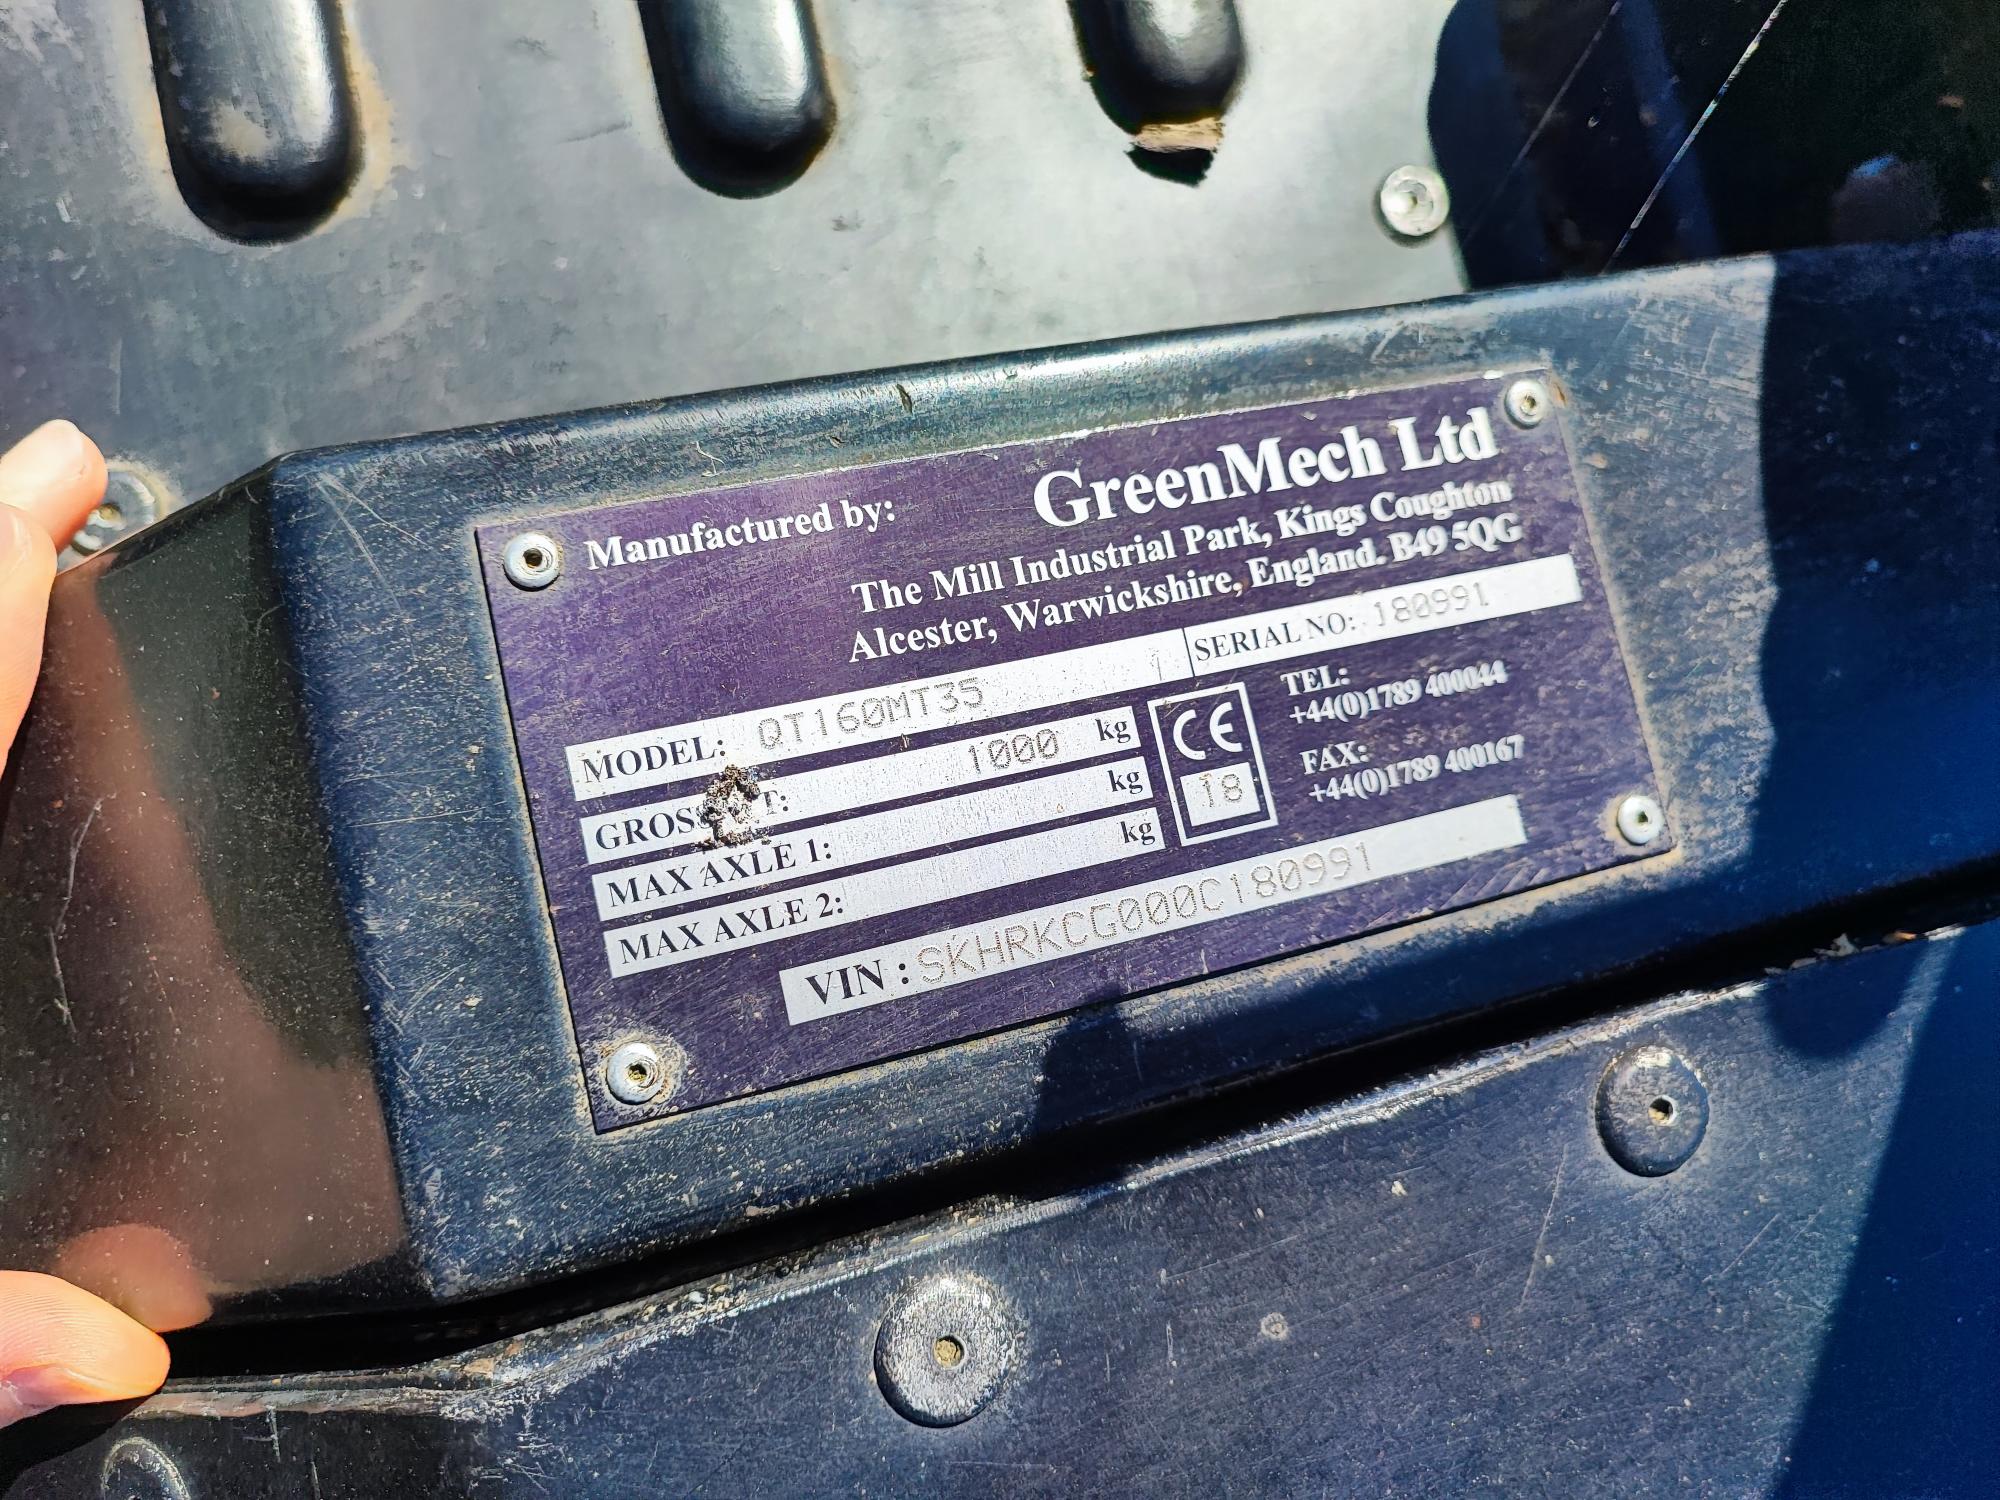 Manufactured by: GreenMech Ltd
The Mill Industrial Park, Kings Coughton
Alcester, Warwickshire, England. B49 5QG
MODEL: QT160MT35 SERIAL NO: 180991
GROSS T: 1000 kg
MAX AXLE 1: kg
MAX AXLE 2: kg
CE
18
TEL:
+44(0)1789 400044
FAX:
+44(0)1789 400167
VIN : SKHRKCG000C180991